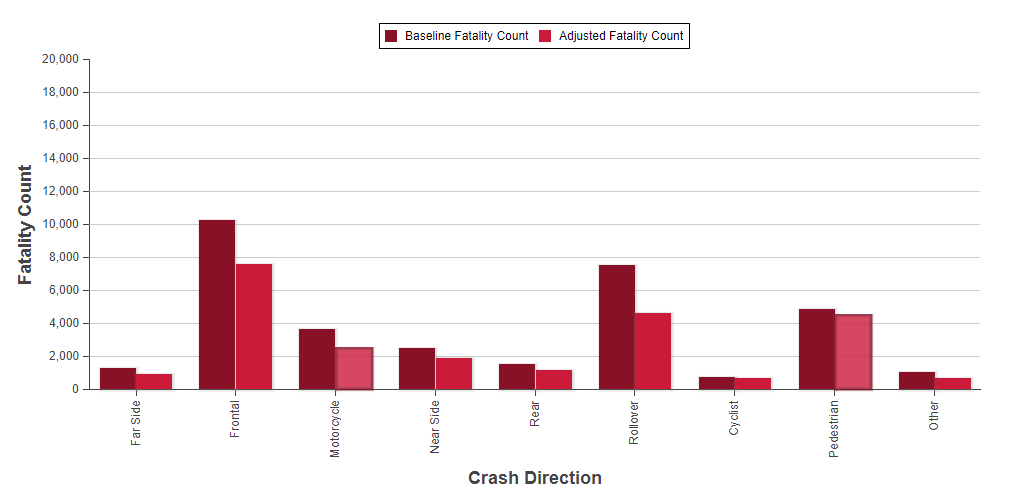 Baseline Fatality Count Adjusted Fatality Count
20,000
18,000
16,000
14,000
12,000
10,000
8,000
6,000
4,000
2,000
0
Fatality Count
Far Side
Frontal
Motorcycle
Near Side
Rear
Rollover
Cyclist
Pedestrian
Other
Crash Direction